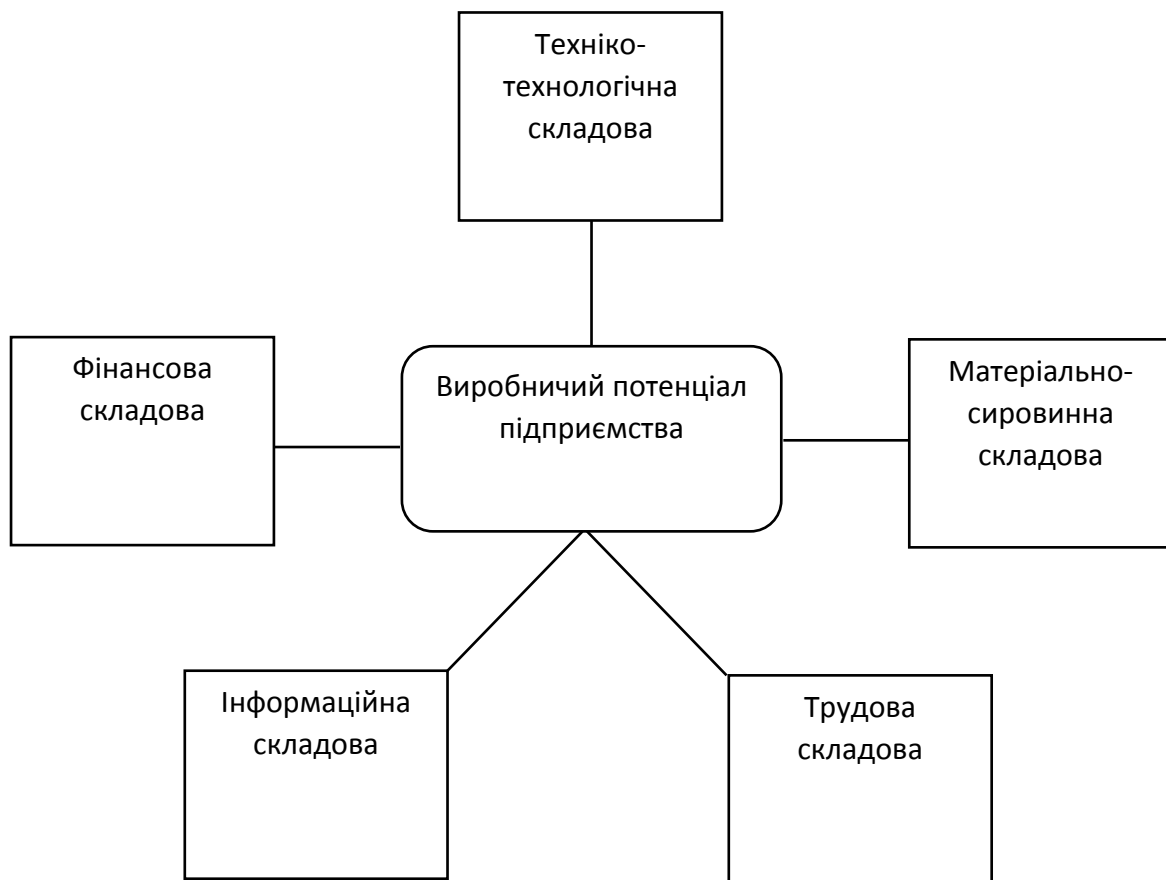 Техніко-
технологічна
складова
Фінансова
складова
Виробничий потенціал
підприємства
Матеріально-
сировинна
складова
Інформаційна
складова
Трудова
складова